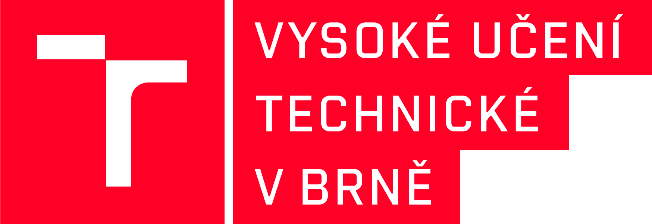 VYSOKÉ UČENÍ
TECHNICKÉ
V BRNĚ